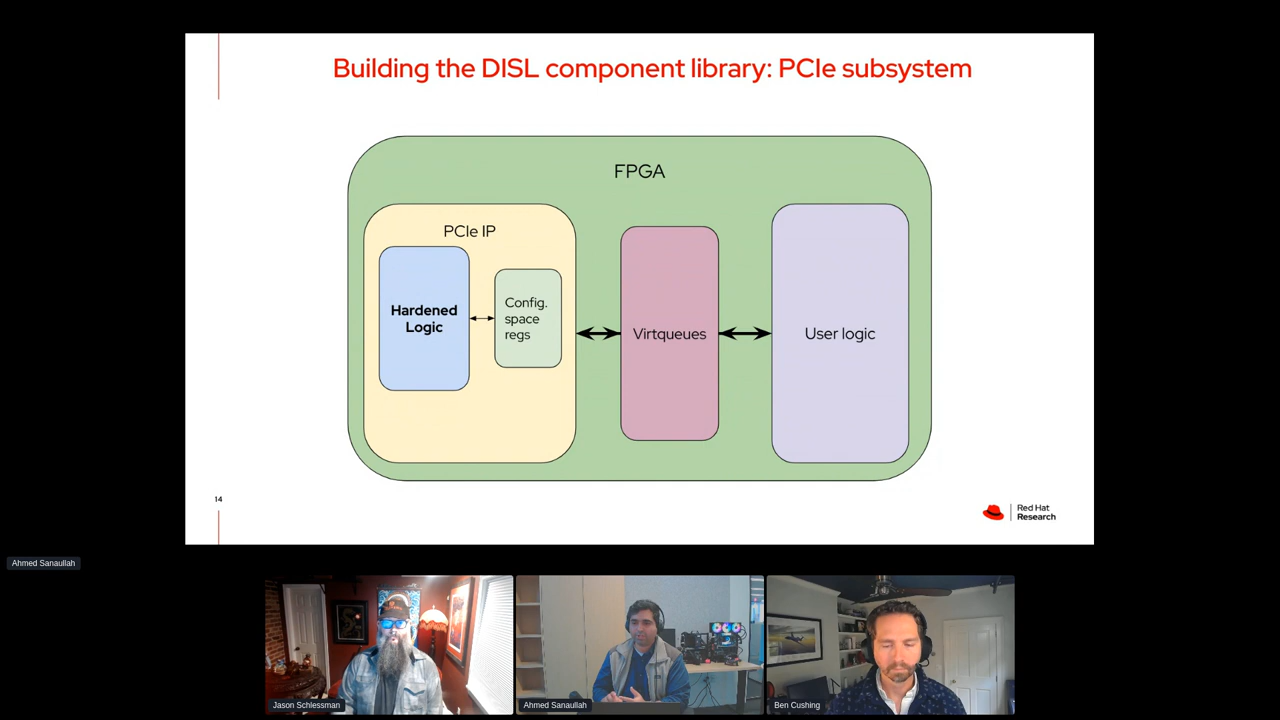 Building the DISL component library: PCIe subsystem
FPGA
PCIe IP
Hardened
Logic
Config.
space
regs
Virtqueues
User logic
14
Red Hat
Research
Ahmed Sanaullah
Jason Schlessman
Ahmed Sanaullah
Ben Cushing